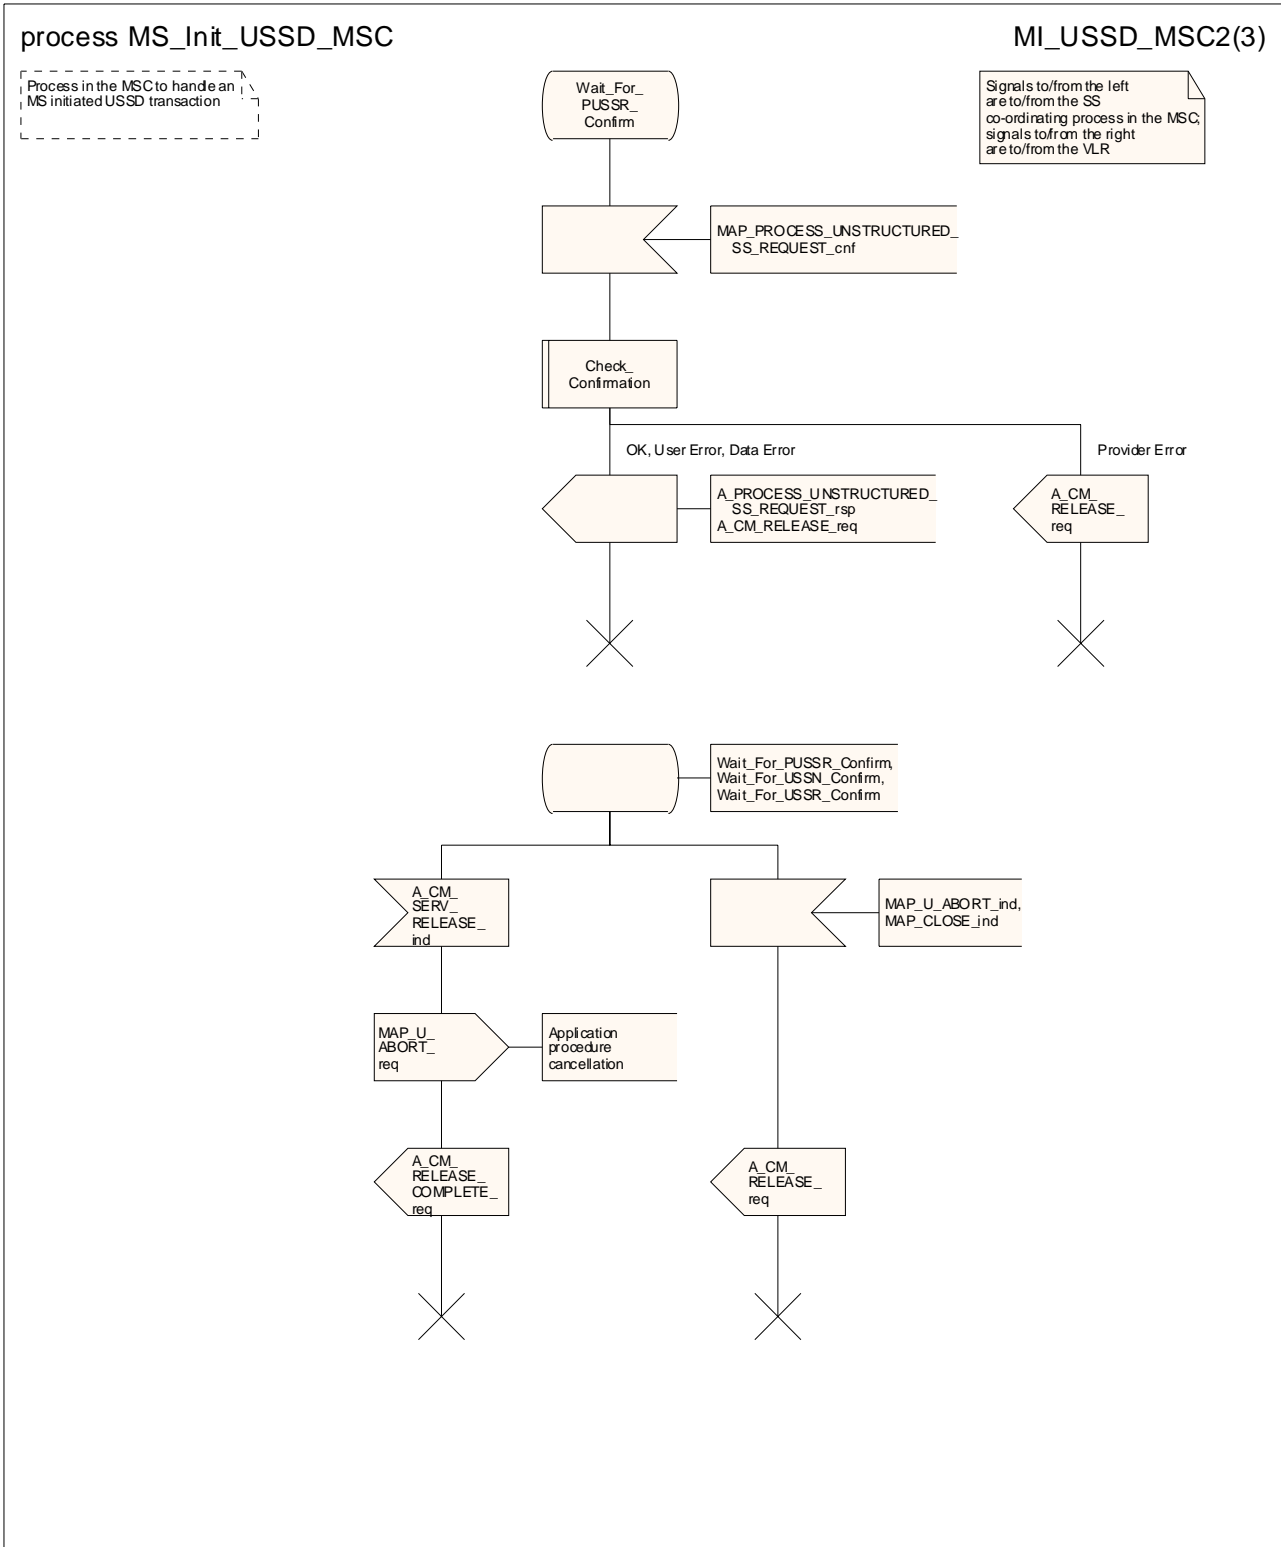 process MS_Init_USSD_MSC
MI_USSD_MSC2(3)
Process in the MSC to handle an
MS initiated USSD transaction
Wait_For_
PUSSR_
Confirm
Signals to/from the left
are to/from the SS
co-ordinating process in the MSC;
signals to/from the right
are to/from the VLR
MAP_PROCESS_UNSTRUCTURED_
SS_REQUEST_cnf
Check_
Confirmation
OK, User Error, Data Error
Provider Error
A_PROCESS_UNSTRUCTURED_
SS_REQUEST_rsp
A_CM_RELEASE_req
A_CM_
RELEASE_
req
Wait_For_PUSSR_Confirm,
Wait_For_USSN_Confirm,
Wait_For_USSR_Confirm
A_CM_
SERV_
RELEASE_
ind
MAP_U_ABORT_ind,
MAP_CLOSE_ind
MAP_U_
ABORT_
req
Application
procedure
cancellation
A_CM_
RELEASE_
COMPLETE_
req
A_CM_
RELEASE_
req